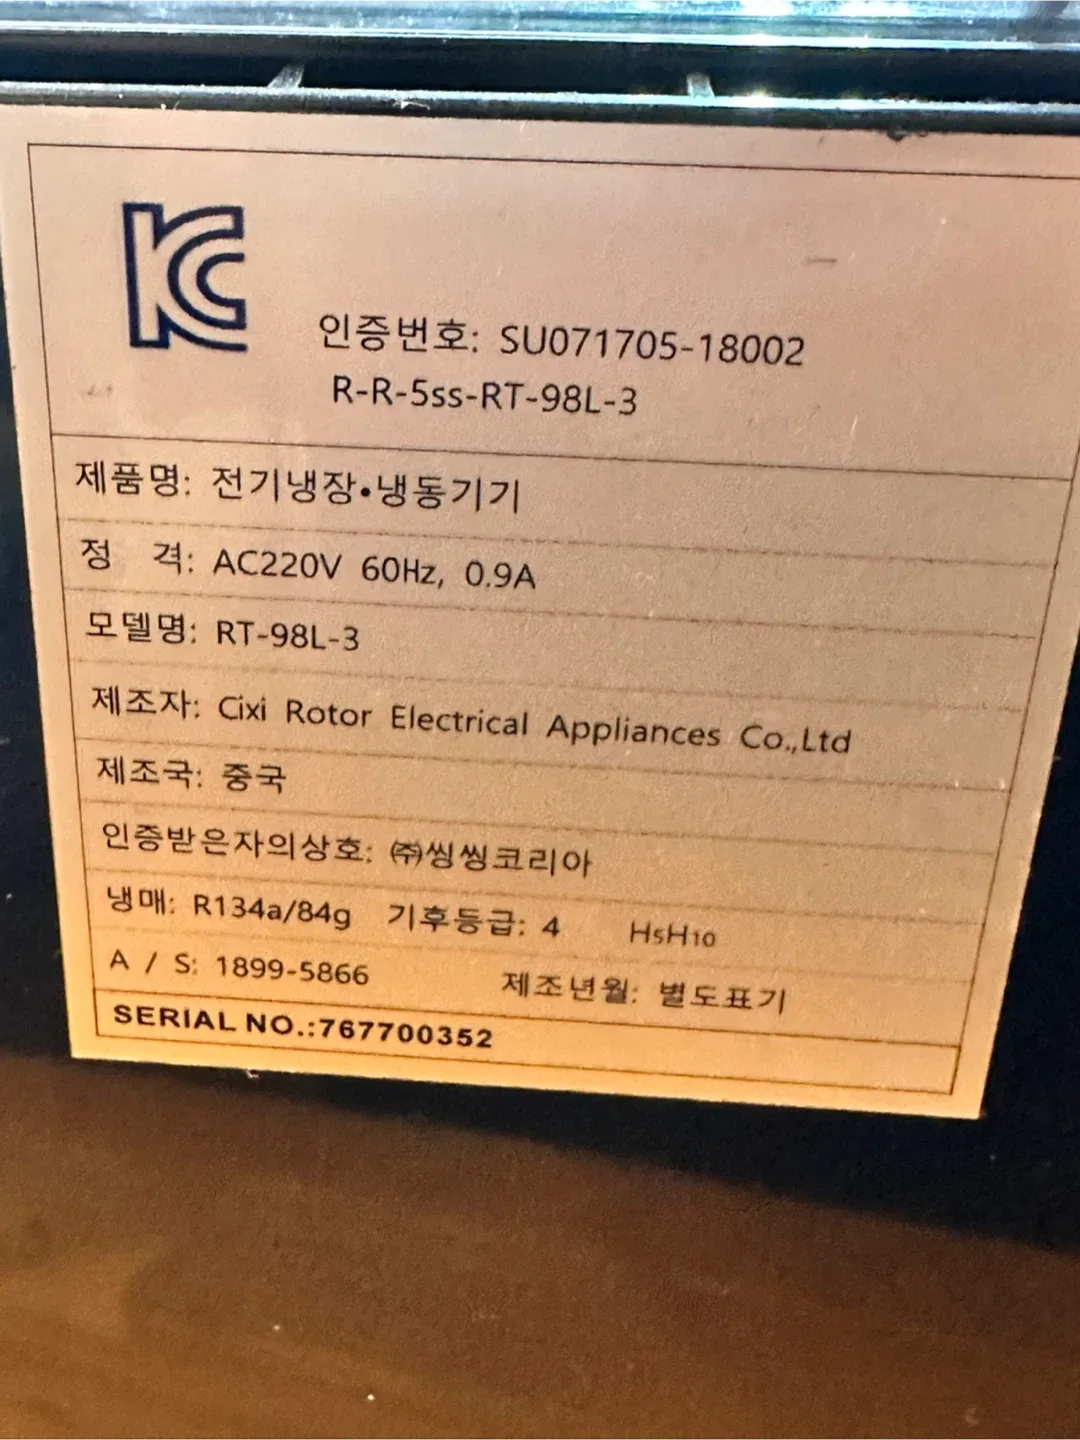 KC
인증번호: SU071705-18002
R-R-5ss-RT-98L-3
제품명: 전기냉장•냉동기기
정 격: AC220V 60Hz, 0.9A
모델명: RT-98L-3
제조자: Cixi Rotor Electrical Appliances Co.,Ltd
제조국: 중국
인증받은자의상호: ㈜씽씽코리아
냉매: R134a/84g 기후등급: 4 H5H10
A / S: 1899-5866 제조년월: 별도표기
SERIAL NO.:767700352